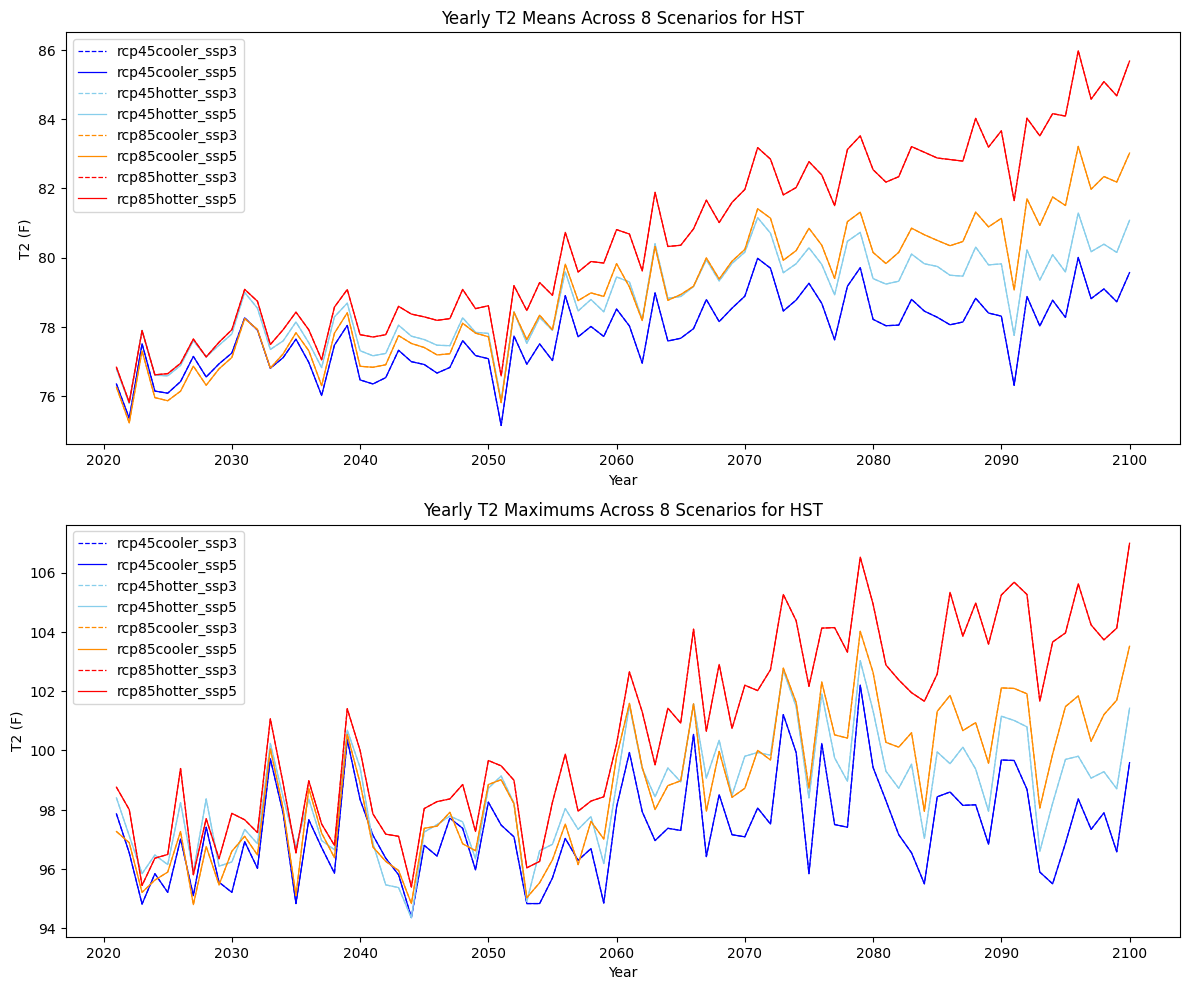 Yearly T2 Means Across 8 Scenarios for HST
rcp45cooler_ssp3
rcp45cooler_ssp5
rcp45hotter_ssp3
rcp45hotter_ssp5
rcp85cooler_ssp3
rcp85cooler_ssp5
rcp85hotter_ssp3
rcp85hotter_ssp5
T2 (F)
86
84
82
80
78
76
2020 2030 2040 2050 2060 2070 2080 2090 2100
Year
Yearly T2 Maximums Across 8 Scenarios for HST
rcp45cooler_ssp3
rcp45cooler_ssp5
rcp45hotter_ssp3
rcp45hotter_ssp5
rcp85cooler_ssp3
rcp85cooler_ssp5
rcp85hotter_ssp3
rcp85hotter_ssp5
T2 (F)
106
104
102
100
98
96
94
2020 2030 2040 2050 2060 2070 2080 2090 2100
Year